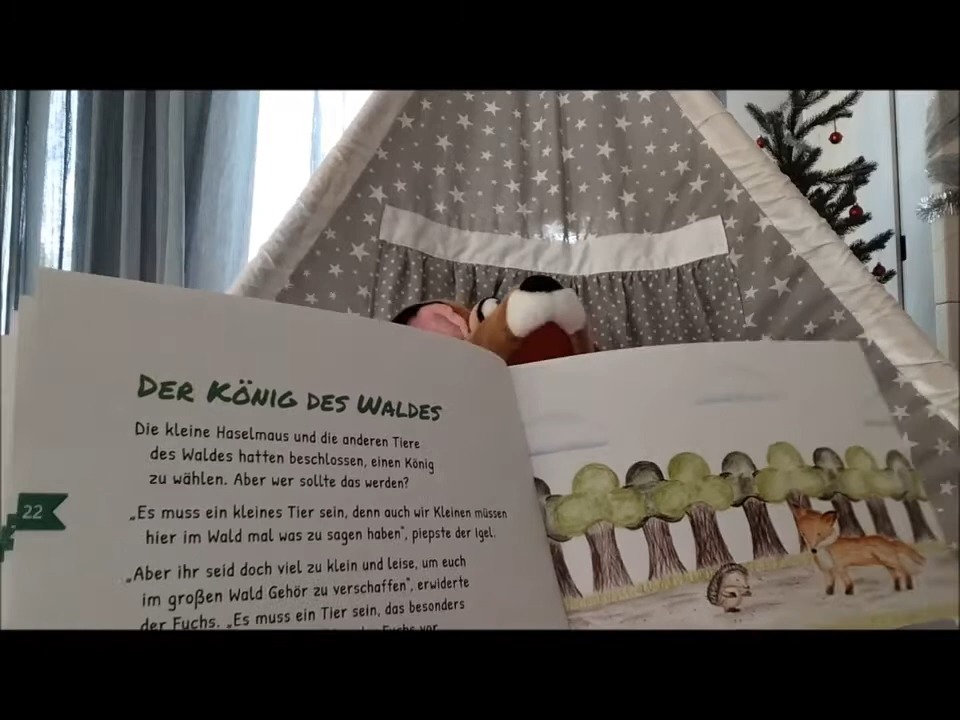 DER KÖNIG DES WALDES
Die kleine Haselmaus und die anderen Tiere
des Waldes hatten beschlossen, einen König
zu wählen. Aber wer sollte das werden?
„Es muss ein kleines Tier sein, denn auch wir Kleinen müssen
hier im Wald mal was zu sagen haben", piepste der Igel.
22
„Aber ihr seid doch viel zu klein und leise, um euch
im großen Wald Gehör zu verschaffen", erwiderte
der Fuchs. „Es muss ein Tier sein, das besonders
der Fuchs vor